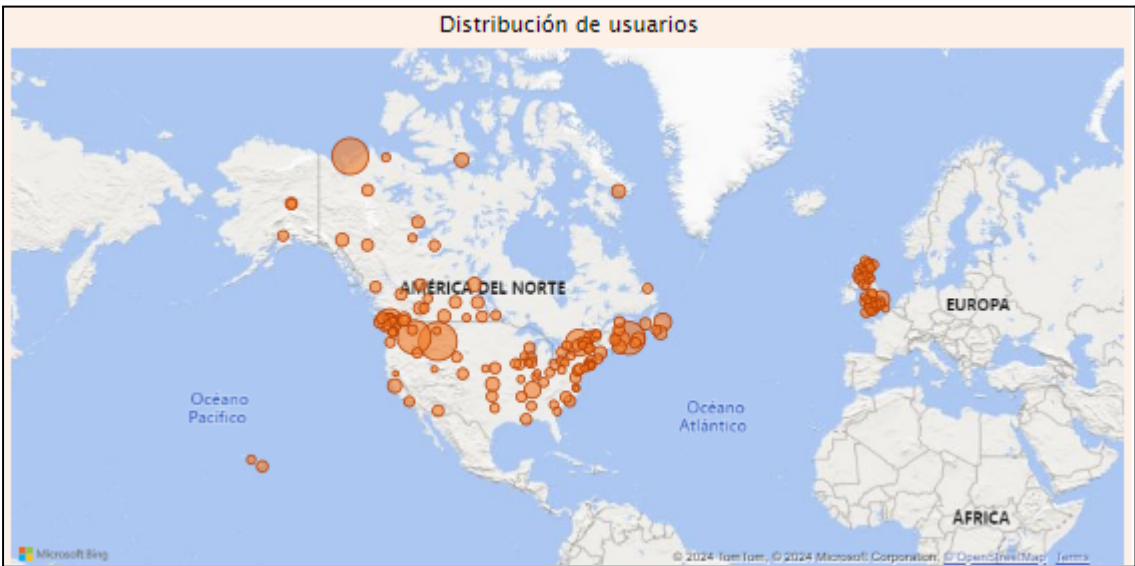 Distribución de usuarios
AMÉRICA DEL NORTE
EUROPA
Océano
Pacífico
Océano
Atlántico
ÁFRICA
Microsoft Bing
© 2024 TomTom, © 2024 Microsoft Corporation, © OpenStreetMap Terms